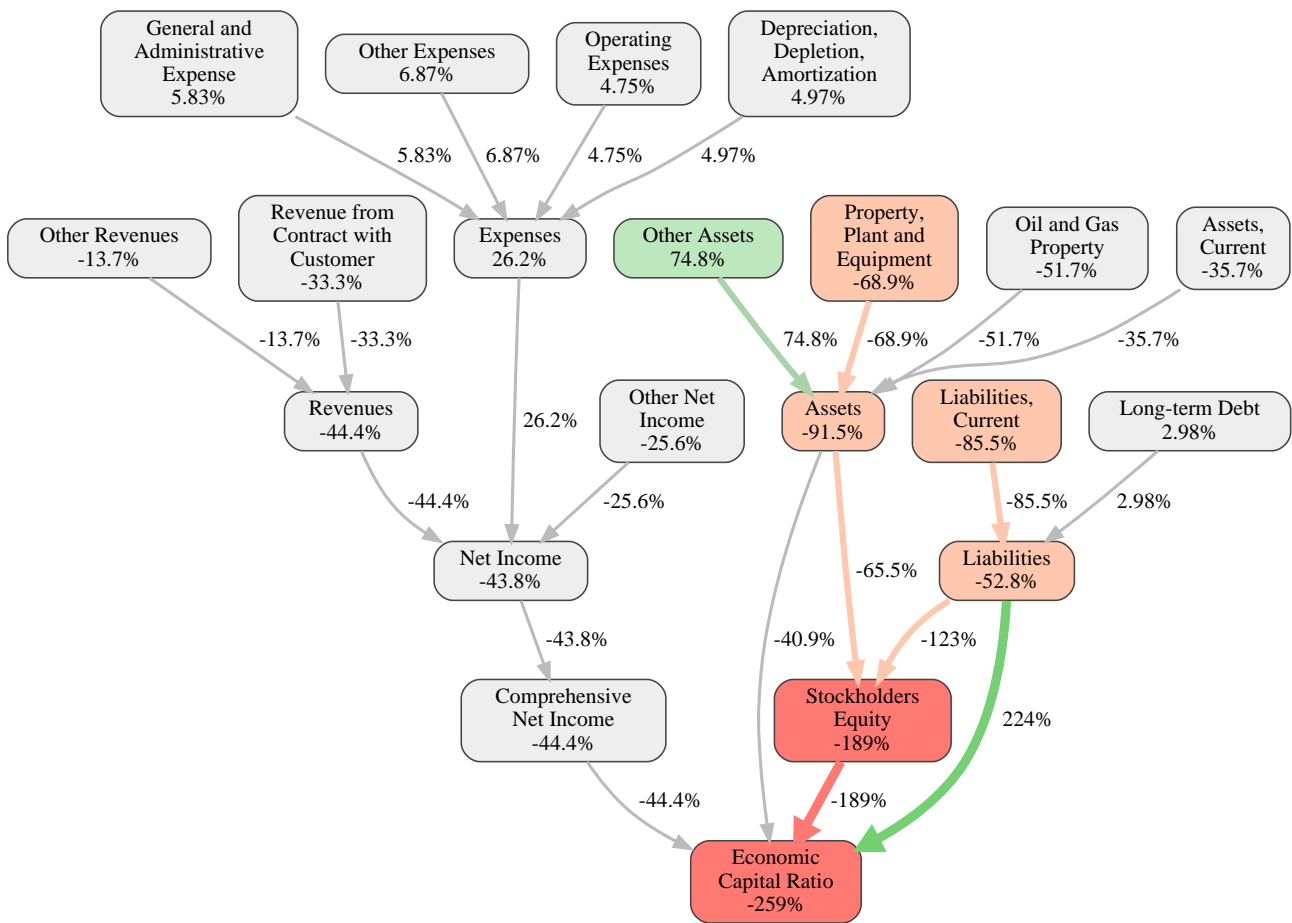 General and
Administrative
Expense
5.83%
Other Expenses
6.87%
Operating
Expenses
4.75%
Depreciation,
Depletion,
Amortization
4.97%
5.83%
6.87%
4.75%
4.97%
Other Revenues
-13.7%
Revenue from
Contract with
Customer
-33.3%
Expenses
26.2%
Other Assets
74.8%
Property,
Plant and
Equipment
-68.9%
Oil and Gas
Property
-51.7%
Assets,
Current
-35.7%
-13.7%
-33.3%
74.8%
-68.9%
-51.7%
-35.7%
Revenues
-44.4%
26.2%
Other Net
Income
-25.6%
Assets
-91.5%
Liabilities,
Current
-85.5%
Long-term Debt
2.98%
-44.4%
-25.6%
-85.5%
2.98%
Net Income
-43.8%
-65.5%
Liabilities
-52.8%
-43.8%
-40.9%
-123%
Comprehensive
Net Income
-44.4%
Stockholders
Equity
-189%
224%
-44.4%
-189%
Economic
Capital Ratio
-259%